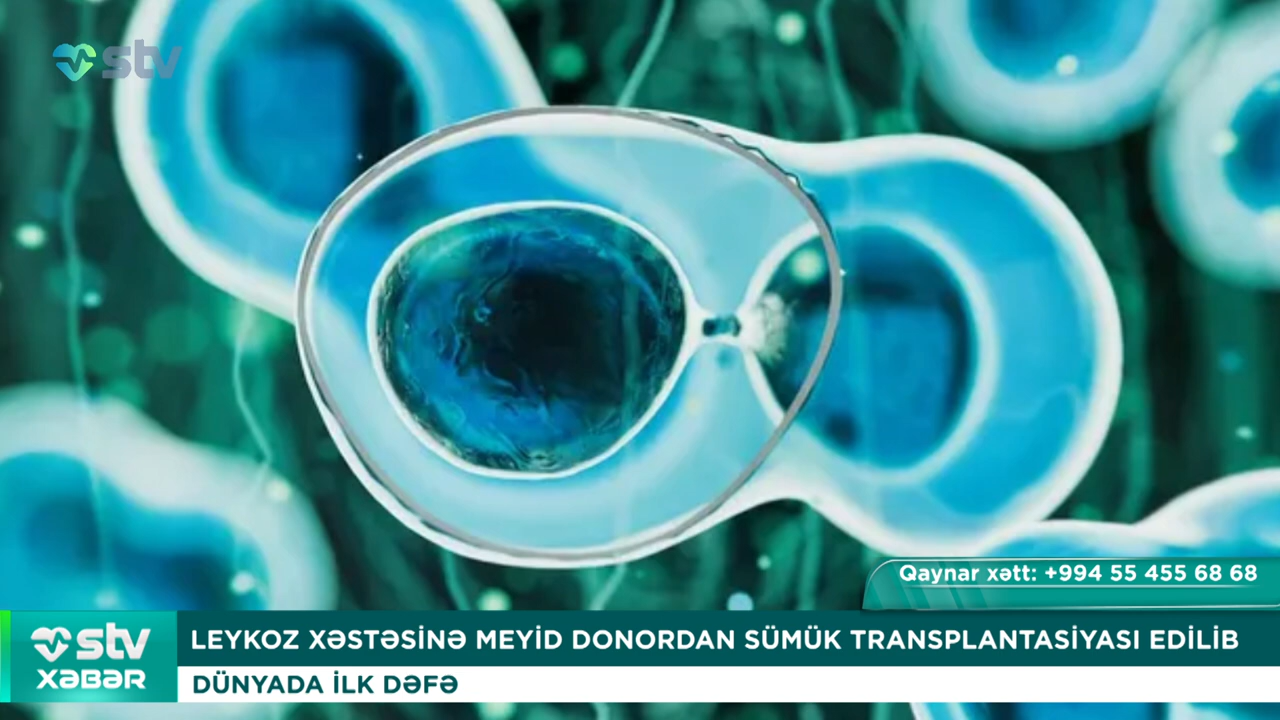 stv
Qaynar xətt: +994 55 455 68 68
stv
XəBəR
LEYKOZ XƏSTƏSİNƏ MEYİD DONORDAN SÜMÜK TRANSPLANTASİYASI EDİLİB
DÜNYADA İLK DƏFƏ